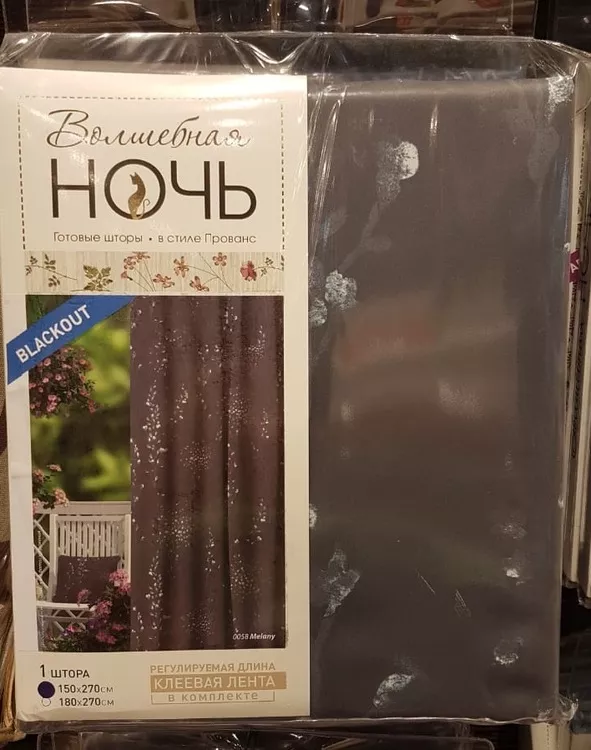 Волшебная
НОЧЬ
Готовые шторы • в стиле Прованс
BLACKOUT
0058 Melany
1 ШТОРА
150х270см
180х270см
РЕГУЛИРУЕМАЯ ДЛИНА
КЛЕЕВАЯ ЛЕНТА
в комплекте